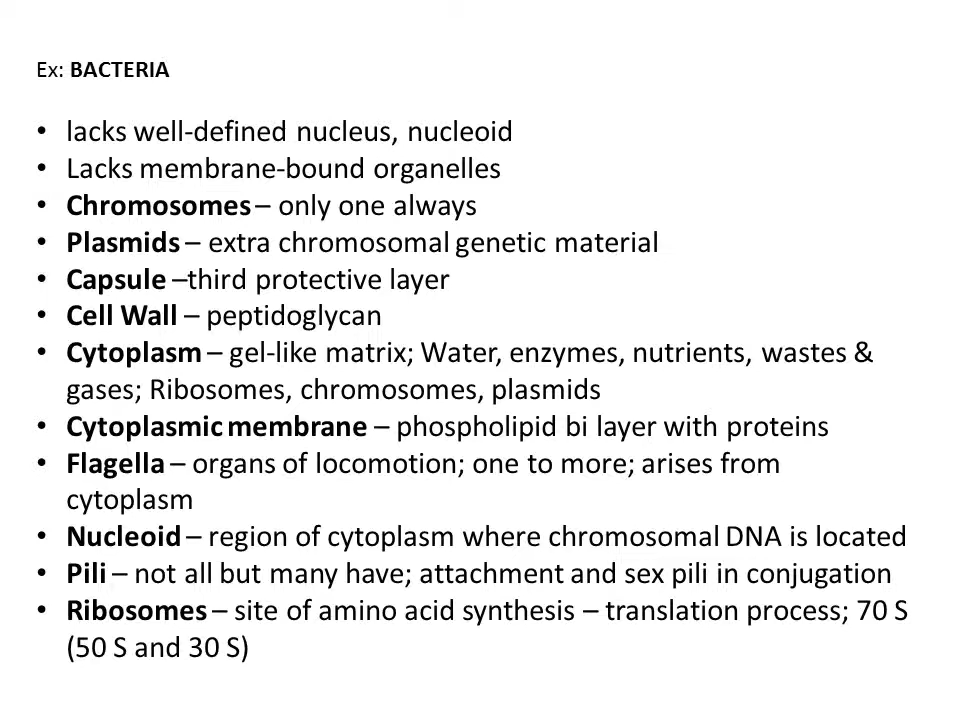 Ex: BACTERIA
• lacks well-defined nucleus, nucleoid
• Lacks membrane-bound organelles
• Chromosomes – only one always
• Plasmids – extra chromosomal genetic material
• Capsule –third protective layer
• Cell Wall – peptidoglycan
• Cytoplasm – gel-like matrix; Water, enzymes, nutrients, wastes &
gases; Ribosomes, chromosomes, plasmids
• Cytoplasmic membrane – phospholipid bi layer with proteins
• Flagella – organs of locomotion; one to more; arises from
cytoplasm
• Nucleoid – region of cytoplasm where chromosomal DNA is located
• Pili – not all but many have; attachment and sex pili in conjugation
• Ribosomes – site of amino acid synthesis – translation process; 70 S
(50 S and 30 S)